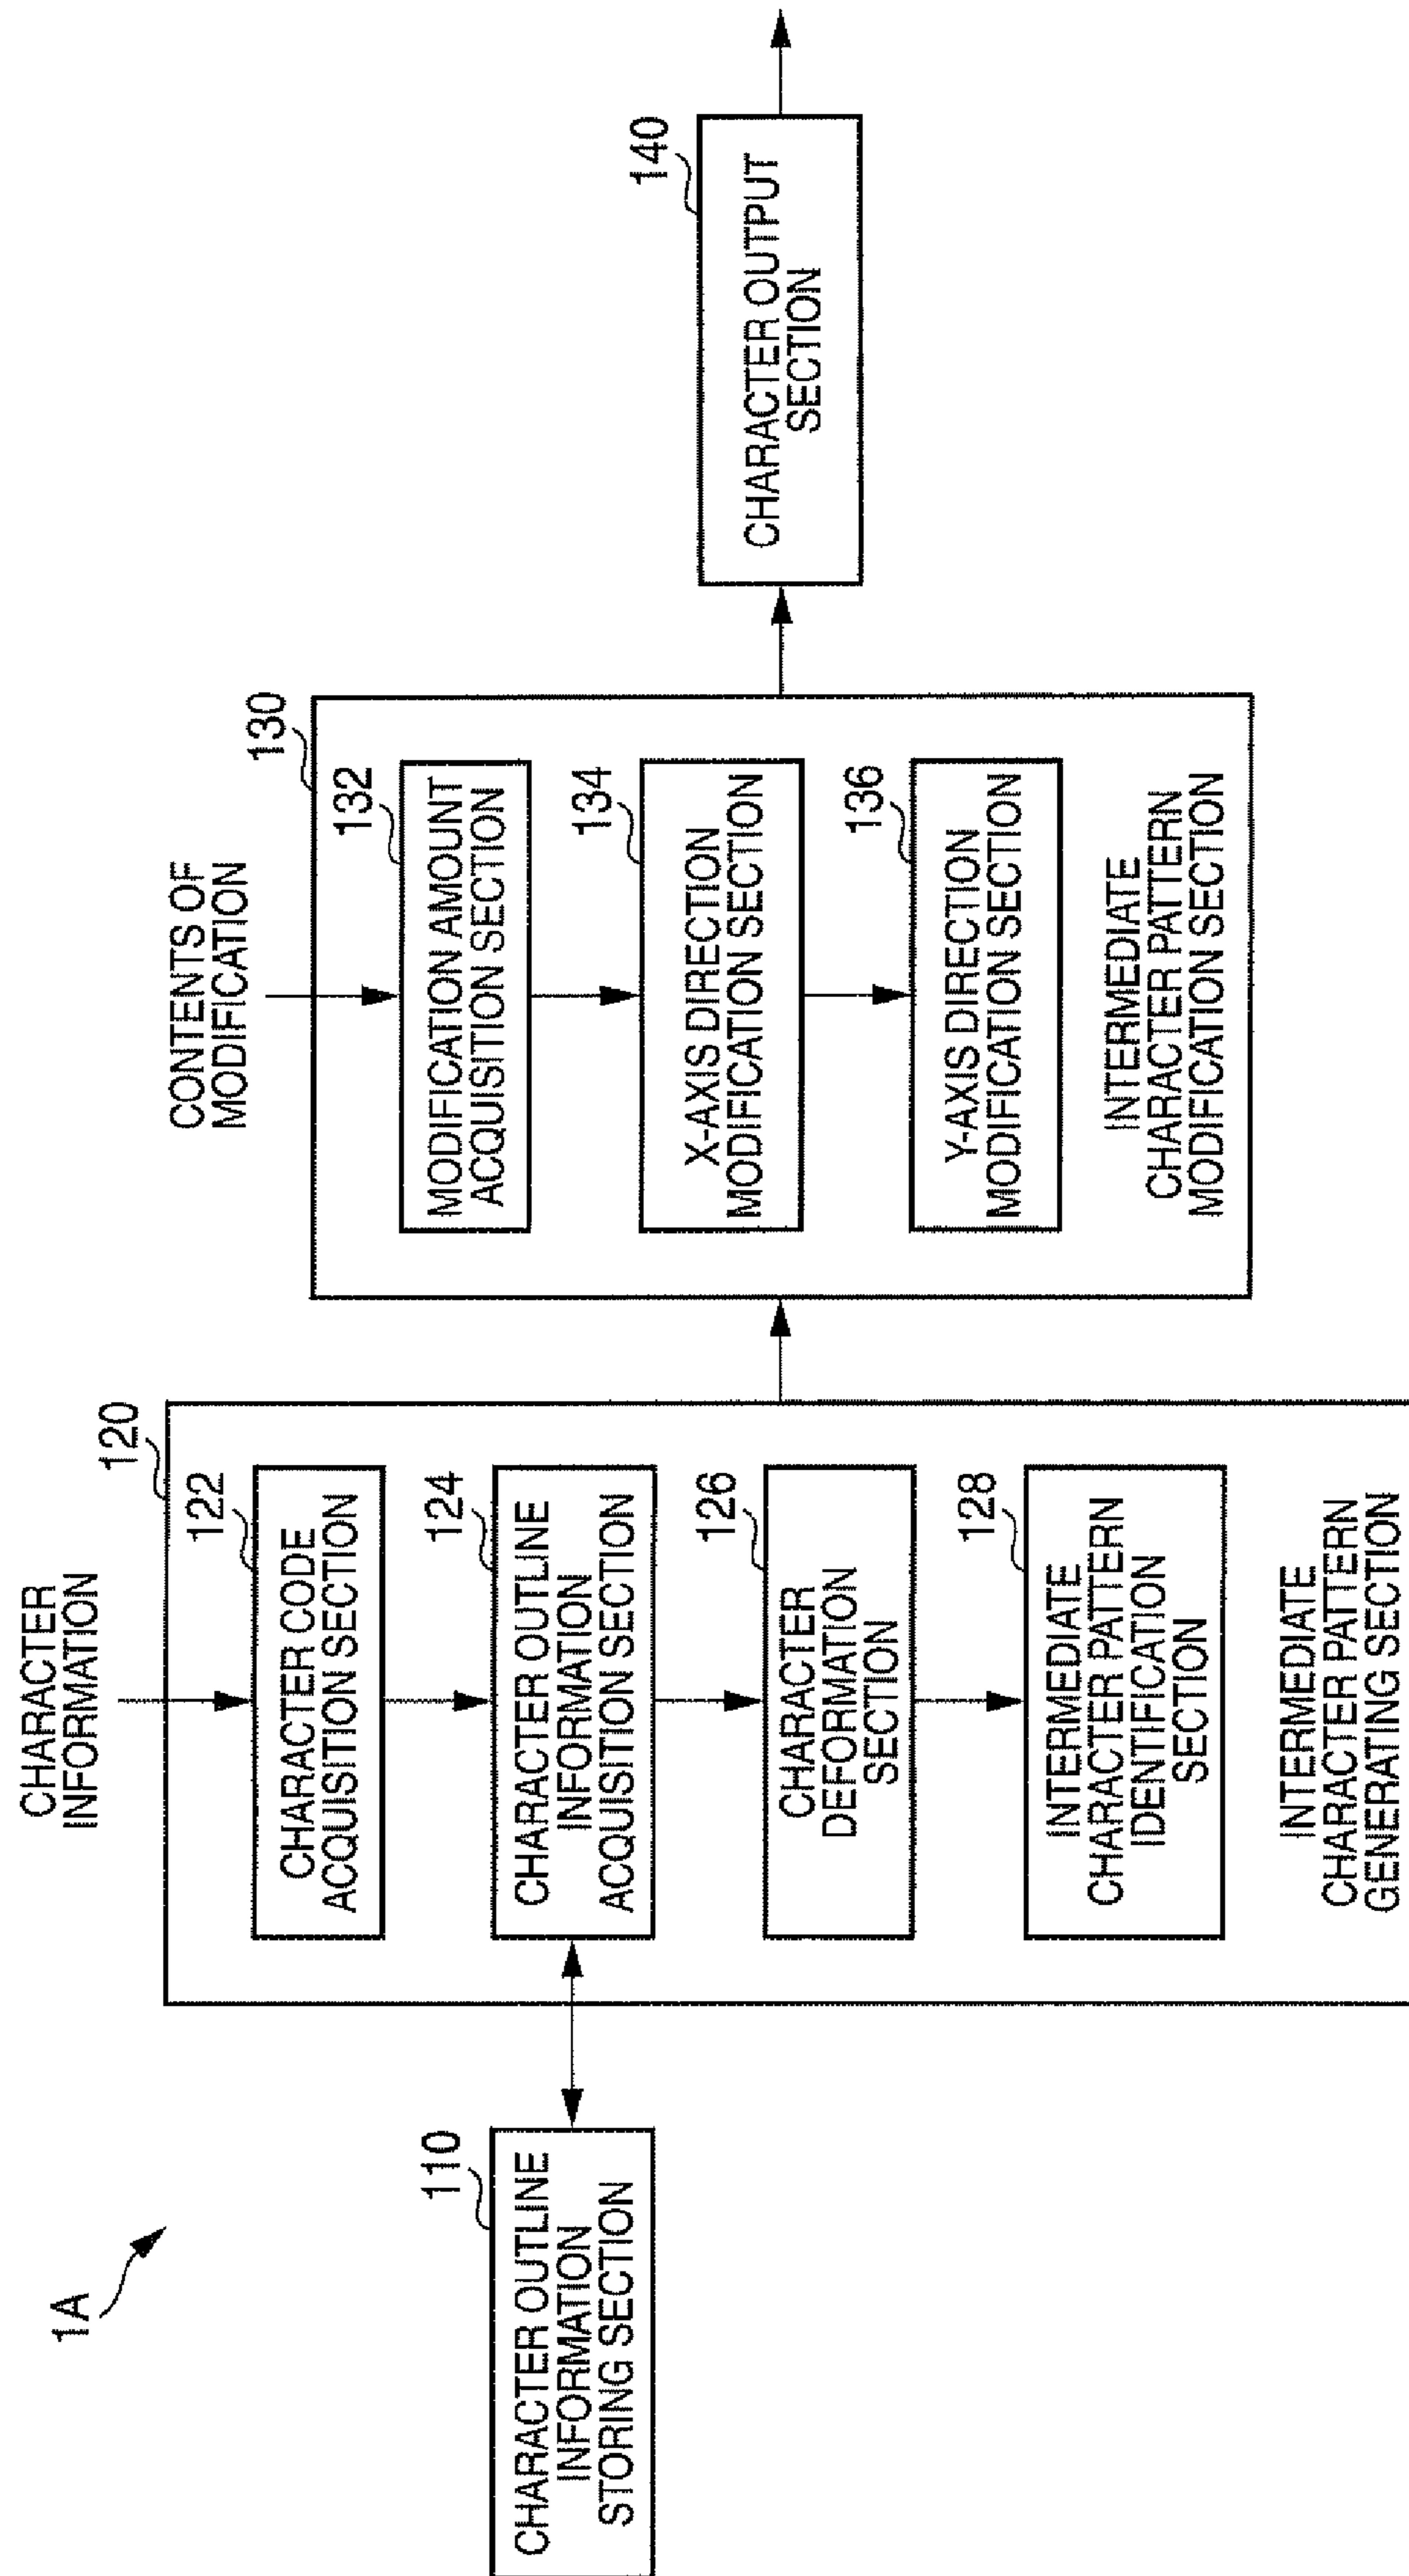 1A
110
CHARACTER OUTLINE
INFORMATION
STORING SECTION
CHARACTER
INFORMATION
120
122
CHARACTER CODE
ACQUISITION SECTION
124
CHARACTER OUTLINE
INFORMATION
ACQUISITION SECTION
126
CHARACTER
DEFORMATION
SECTION
128
INTERMEDIATE
CHARACTER PATTERN
IDENTIFICATION
SECTION
INTERMEDIATE
CHARACTER PATTERN
GENERATING SECTION
CONTENTS OF
MODIFICATION
130
132
MODIFICATION AMOUNT
ACQUISITION SECTION
134
X-AXIS DIRECTION
MODIFICATION SECTION
136
Y-AXIS DIRECTION
MODIFICATION SECTION
INTERMEDIATE
CHARACTER PATTERN
MODIFICATION SECTION
140
CHARACTER OUTPUT
SECTION